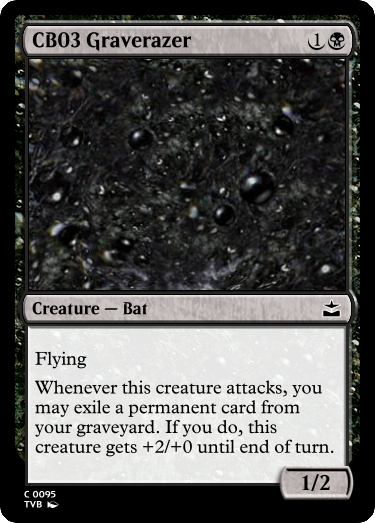 CB03 Graverazer 1
Creature — Bat
Flying
Whenever this creature attacks, you
may exile a permanent card from
your graveyard. If you do, this
creature gets +2/+0 until end of turn.
1/2
C 0095
TVB